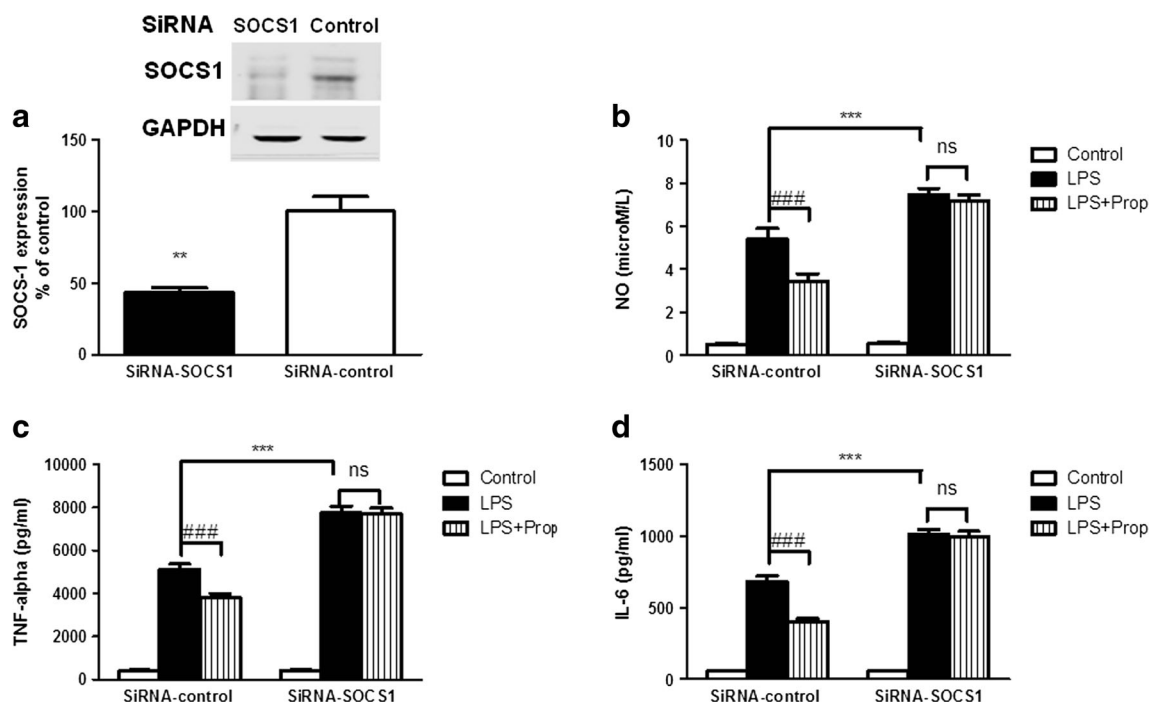 SiRNA SOCS1 Control
SOCS1
GAPDH
a
SOCS-1 expression
% of control
150
100
50
0
**
SiRNA-SOCS1 SiRNA-control
b
NO (microM/L)
10
8
6
4
2
0
***
ns
###
SiRNA-control SiRNA-SOCS1
Control
LPS
LPS+Prop
c
TNF-alpha (pg/ml)
10000
8000
6000
4000
2000
0
***
ns
###
SiRNA-control SiRNA-SOCS1
Control
LPS
LPS+Prop
d
IL-6 (pg/ml)
1500
1000
500
0
***
ns
###
SiRNA-control SiRNA-SOCS1
Control
LPS
LPS+Prop